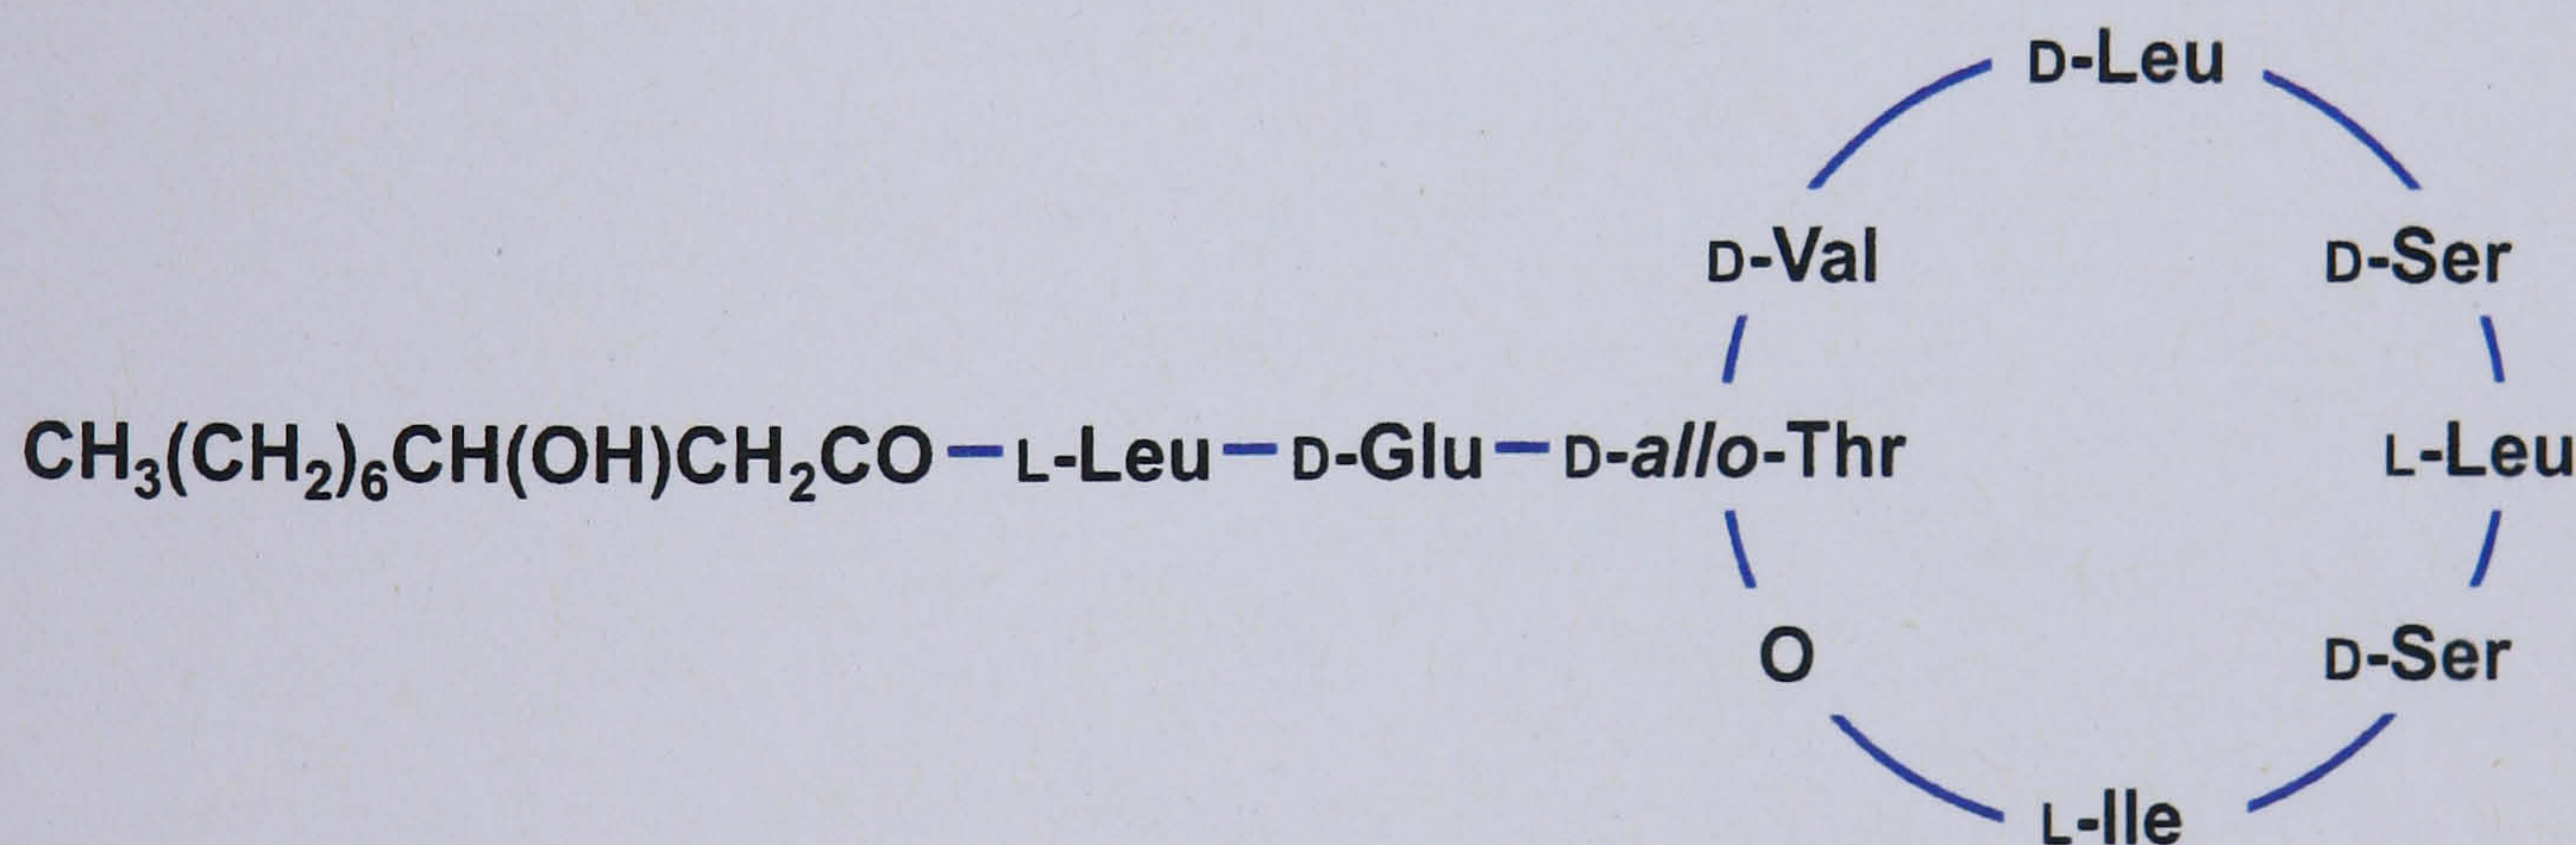 D-Leu
D-Val D-Ser
CH₃(CH₂)₆CH(OH)CH₂CO–L-Leu–D-Glu–D-allo-Thr L-Leu
O D-Ser
L-Ile